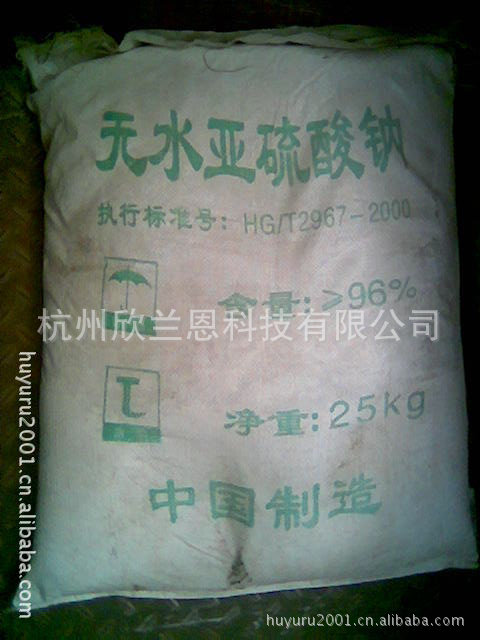 无水亚硫酸钠
执行标准号：HG/T2967-2000
含量：≥96%
杭州欣兰恩科技有限公司
净重：25kg
中国制造
huyuru2001.cn.alibaba.com
huyuru2001.cn.alibaba.com